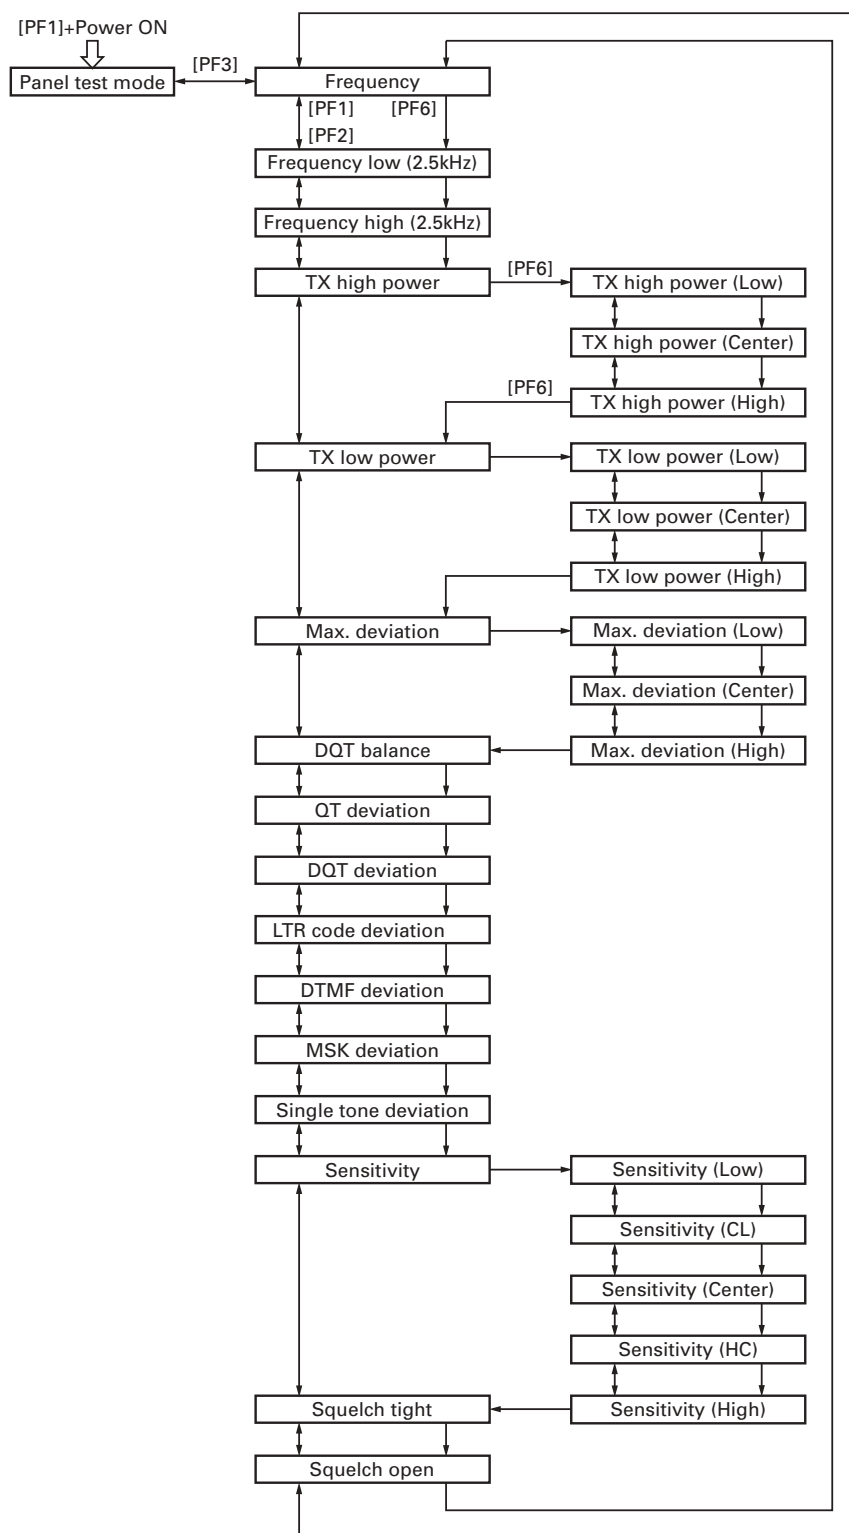 [PF1]+Power ON
Panel test mode
[PF3]
Frequency
[PF1]
[PF6]
[PF2]
Frequency low (2.5kHz)
Frequency high (2.5kHz)
TX high power
[PF6]
TX high power (Low)
TX high power (Center)
[PF6]
TX high power (High)
TX low power
TX low power (Low)
TX low power (Center)
TX low power (High)
Max. deviation
Max. deviation (Low)
Max. deviation (Center)
DQT balance
Max. deviation (High)
QT deviation
DQT deviation
LTR code deviation
DTMF deviation
MSK deviation
Single tone deviation
Sensitivity
Sensitivity (Low)
Sensitivity (CL)
Sensitivity (Center)
Sensitivity (HC)
Squelch tight
Sensitivity (High)
Squelch open